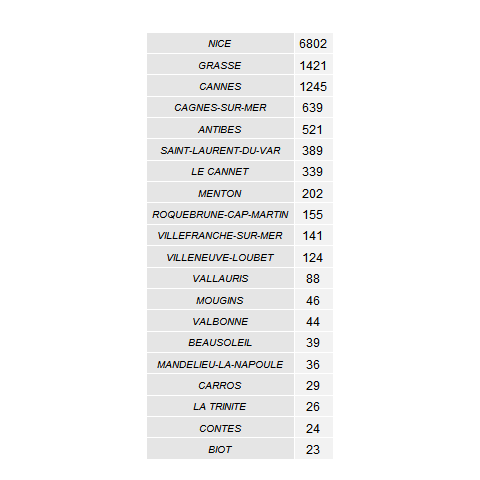 NICE 6802
GRASSE 1421
CANNES 1245
CAGNES-SUR-MER 639
ANTIBES 521
SAINT-LAURENT-DU-VAR 389
LE CANNET 339
MENTON 202
ROQUEBRUNE-CAP-MARTIN 155
VILLEFRANCHE-SUR-MER 141
VILLENEUVE-LOUBET 124
VALLAURIS 88
MOUGINS 46
VALBONNE 44
BEAUSOLEIL 39
MANDELIEU-LA-NAPOULE 36
CARROS 29
LA TRINITE 26
CONTES 24
BIOT 23